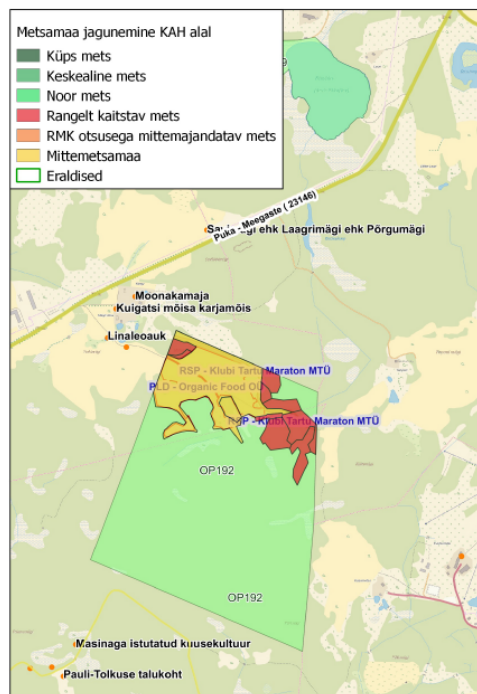 Metsamaa jagunemine KAH alal
Küps mets
Keskealine mets
Noor mets
Rangelt kaitstav mets
RMK otsusega mittemajandatav mets
Mittemetsamaa
Eraldised
Puka - Meegaste ( 23146)
ehk Laagrimägi ehk Põrgumägi
Moonakamaja
Kuigatsi mõisa karjamõis
Linaleoauk
RSP - Klubi Tartu Maraton MTÜ
PLD - Organic Food OÜ
- Klubi Tartu Maraton MTÜ
OP192
OP192
Masinaga istutatud kuusekultuur
Pauli-Tolkuse talukoht